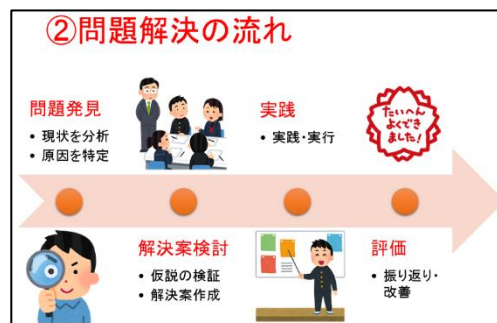 ②問題解決の流れ
問題発見
• 現状を分析
• 原因を特定
実践
• 実践・実行
たいへん
よくでき
ました!
解決案検討
• 仮説の検証
• 解決案作成
評価
• 振り返り・
改善